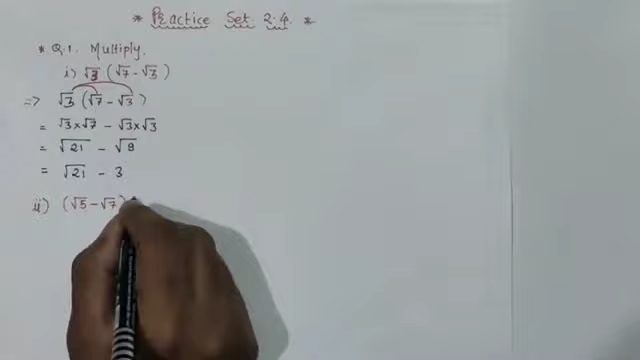 * Practice Set 2.4 *
* Q.1. Multiply.
i) √3 (√7 - √3)
=> √3 (√7 - √3)
= √3 x √7 - √3 x √3
= √21 - √9
= √21 - 3
ii) (√5 - √7)